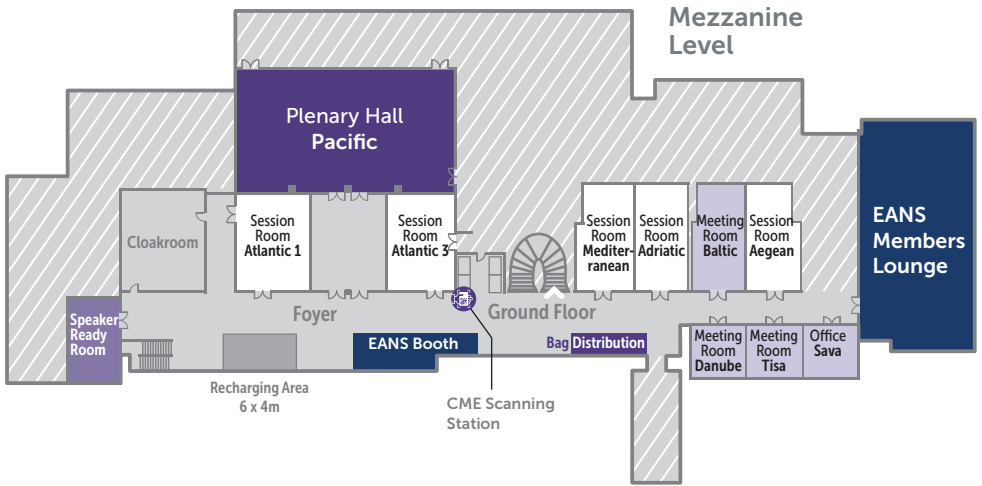 Mezzanine
Level
Plenary Hall
Pacific
Cloakroom
Session
Room
Atlantic 1
Session
Room
Atlantic 3
Session
Room
Mediter-
ranean
Session
Room
Adriatic
Meeting
Room
Baltic
Session
Room
Aegean
EANS
Members
Lounge
Speaker
Ready
Room
Foyer
Ground Floor
EANS Booth
Bag Distribution
Meeting
Room
Danube
Meeting
Room
Tisa
Office
Sava
Recharging Area
6 x 4m
CME Scanning
Station